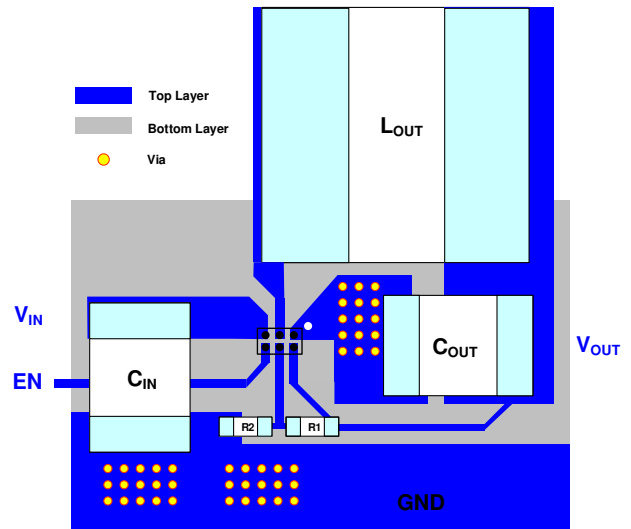 Top Layer
Bottom Layer
Via
LOUT
VIN
EN
CIN
COUT
VOUT
R2
R1
GND